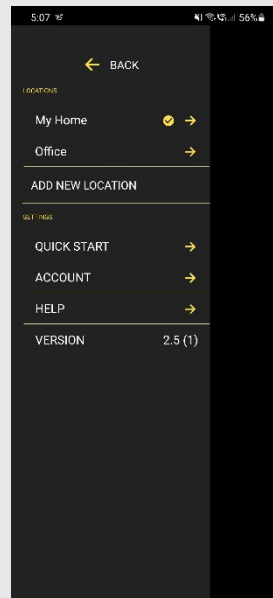 5:07 56%
BACK
LOCATIONS
My Home
Office
ADD NEW LOCATION
SETTINGS
QUICK START
ACCOUNT
HELP
VERSION 2.5 (1)